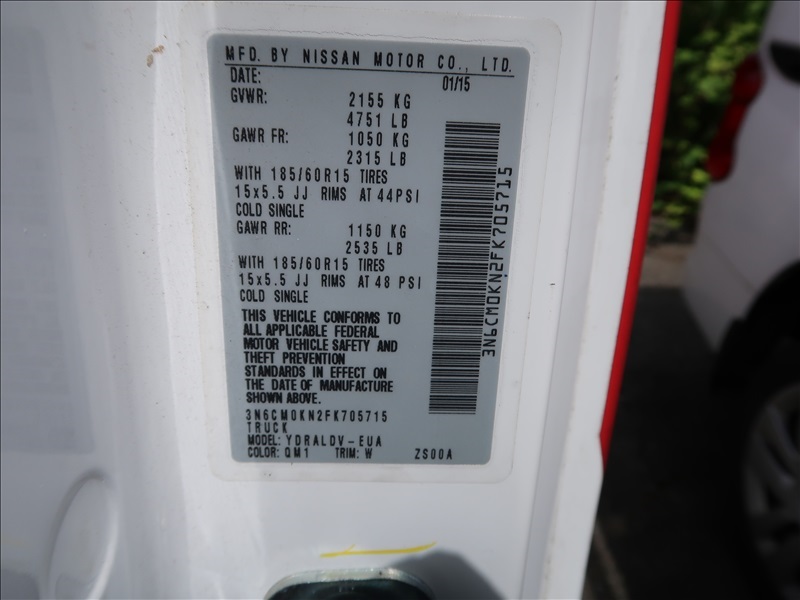 MFD. BY NISSAN MOTOR CO., LTD.
DATE: 01/15
GVWR: 2155 KG
4751 LB
GAWR FR: 1050 KG
2315 LB
WITH 185/60R15 TIRES
15x5.5 JJ RIMS AT 44PSI
COLD SINGLE
GAWR RR: 1150 KG
2535 LB
WITH 185/60R15 TIRES
15x5.5 JJ RIMS AT 48 PSI
COLD SINGLE
THIS VEHICLE CONFORMS TO
ALL APPLICABLE FEDERAL
MOTOR VEHICLE SAFETY AND
THEFT PREVENTION
STANDARDS IN EFFECT ON
THE DATE OF MANUFACTURE
SHOWN ABOVE.
3N6CM0KN2FK705715
TRUCK
MODEL: YDRALDV-EUA
COLOR: QM1 TRIM: W ZS00A
3N6CM0KN2FK705715